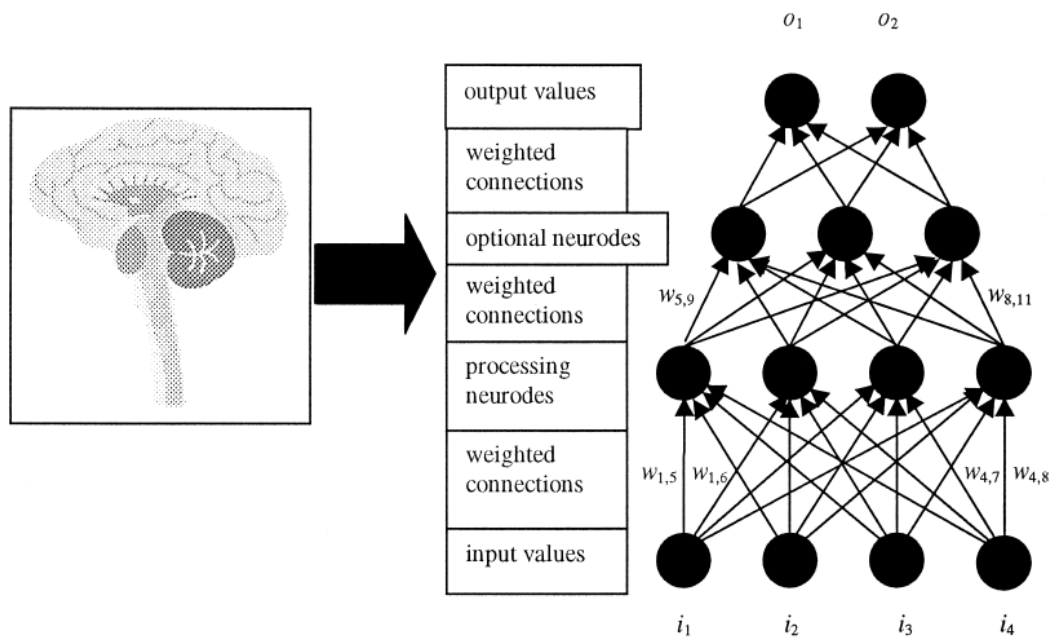 o1 o2
output values
weighted
connections
optional neurodes
weighted
connections
w5,9 w8,11
processing
neurodes
weighted
connections
w1,5 w1,6 w4,7 w4,8
input values
i1 i2 i3 i4